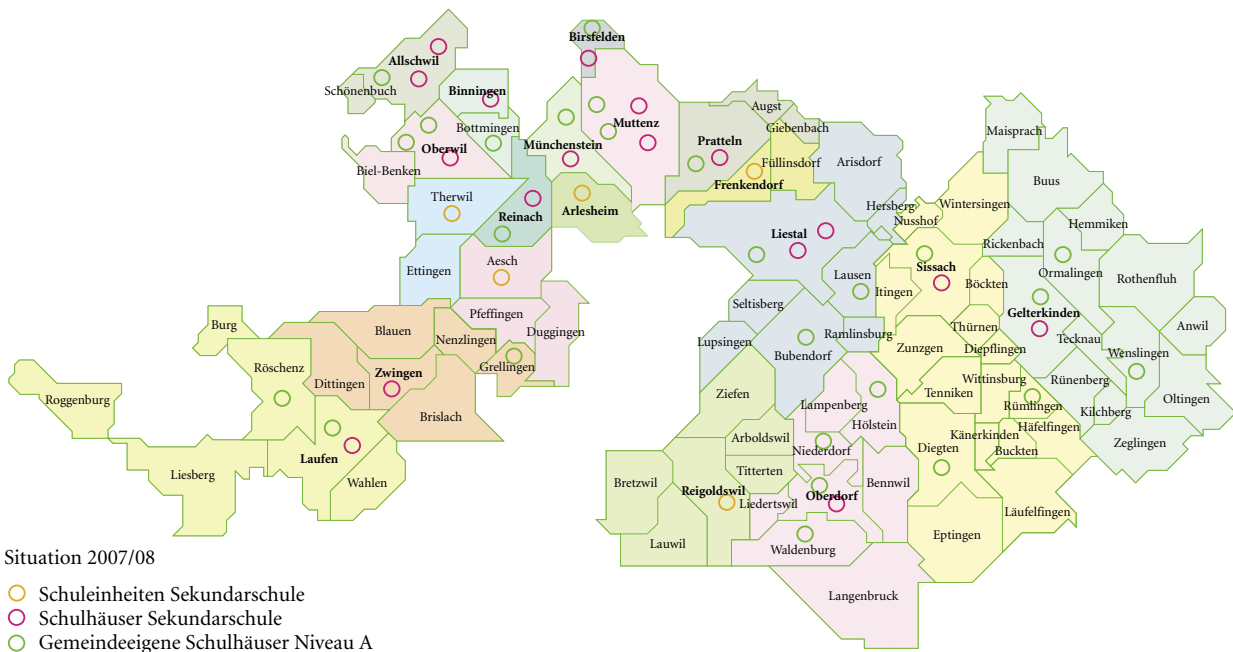 Birsfelden
Allschwil
Schönenbuch
Binningen
Bottmingen
Oberwil
Biel-Benken
Münchenstein
Muttenz
Therwil
Reinach
Arlesheim
Ettingen
Aesch
Pfeffingen
Duggingen
Augst
Giebenbach
Pratteln
Füllinsdorf
Frenkendorf
Arisdorf
Hersberg
Nusshof
Wintersingen
Maisprach
Buus
Hemmiken
Rickenbach
Ormalingen
Rothenfluh
Liestal
Lausen
Itingen
Sissach
Böckten
Gelterkinden
Anwil
Tecknau
Wenslingen
Oltingen
Seltisberg
Lupsingen
Bubendorf
Ramlinsburg
Zunzgen
Thürnen
Diepflingen
Wittinsburg
Tenniken
Rünenberg
Rümlingen
Kilchberg
Häfelfingen
Zeglingen
Känerkinden
Buckten
Diegten
Läufelfingen
Eptingen
Ziefen
Lampenberg
Hölstein
Arboldswil
Niederdorf
Titterten
Bretzwil
Reigoldswil
Liedertswil
Oberdorf
Bennwil
Lauwil
Waldenburg
Langenbruck
Burg
Blauen
Nenzlingen
Grellingen
Röschenz
Dittingen
Zwingen
Brislach
Roggenburg
Laufen
Liesberg
Wahlen
Situation 2007/08
Schuleinheiten Sekundarschule
Schulhäuser Sekundarschule
Gemeindeeigene Schulhäuser Niveau A